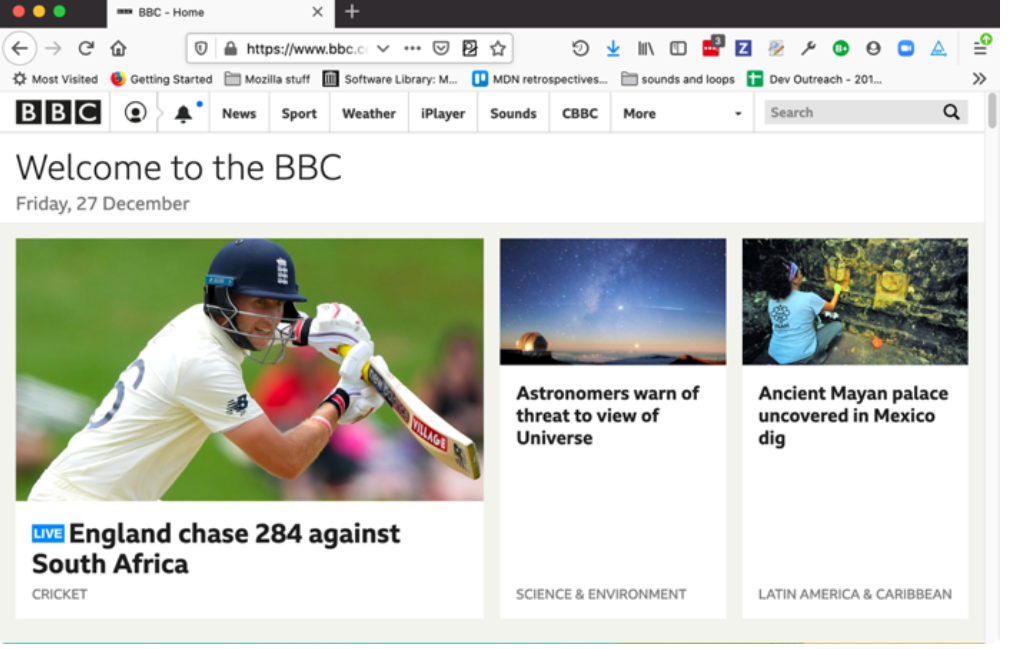 BBC - Home
https://www.bbc.c
3
Most Visited
Getting Started
Mozilla stuff
Software Library: M...
MDN retrospectives...
sounds and loops
Dev Outreach - 201...
BBC
News
Sport
Weather
iPlayer
Sounds
CBBC
More
Search
Welcome to the BBC
Friday, 27 December
VILLAGE
LIVE England chase 284 against
South Africa
CRICKET
Astronomers warn of
threat to view of
Universe
SCIENCE & ENVIRONMENT
Ancient Mayan palace
uncovered in Mexico
dig
LATIN AMERICA & CARIBBEAN